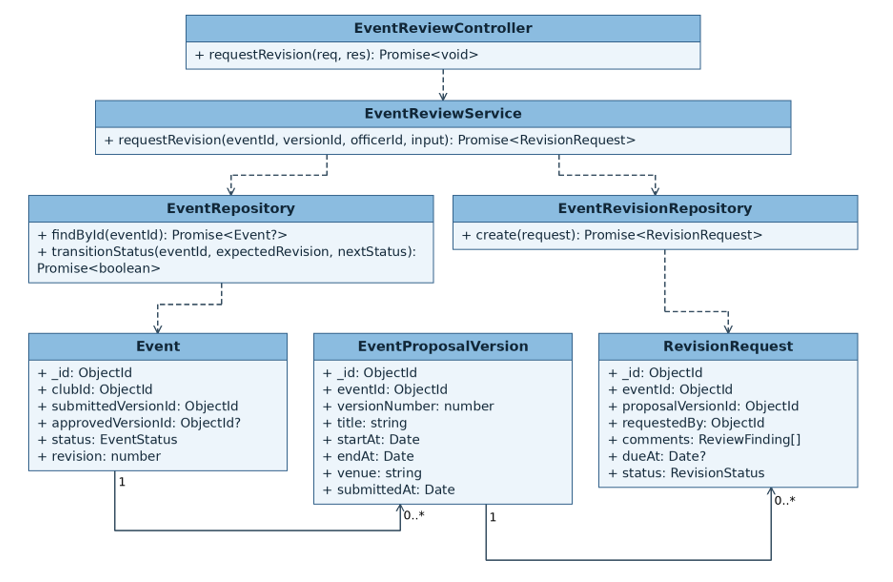 EventReviewController
+ requestRevision(req, res): Promise<void>
EventReviewService
+ requestRevision(eventId, versionId, officerId, input): Promise<RevisionRequest>
EventRepository
+ findById(eventId): Promise<Event?>
+ transitionStatus(eventId, expectedRevision, nextStatus):
Promise<boolean>
EventRevisionRepository
+ create(request): Promise<RevisionRequest>
Event
+ _id: ObjectId
+ clubId: ObjectId
+ submittedVersionId: ObjectId
+ approvedVersionId: ObjectId?
+ status: EventStatus
+ revision: number
EventProposalVersion
+ _id: ObjectId
+ eventId: ObjectId
+ versionNumber: number
+ title: string
+ startAt: Date
+ endAt: Date
+ venue: string
+ submittedAt: Date
RevisionRequest
+ _id: ObjectId
+ eventId: ObjectId
+ proposalVersionId: ObjectId
+ requestedBy: ObjectId
+ comments: ReviewFinding[]
+ dueAt: Date?
+ status: RevisionStatus
1
0..*
1
0..*